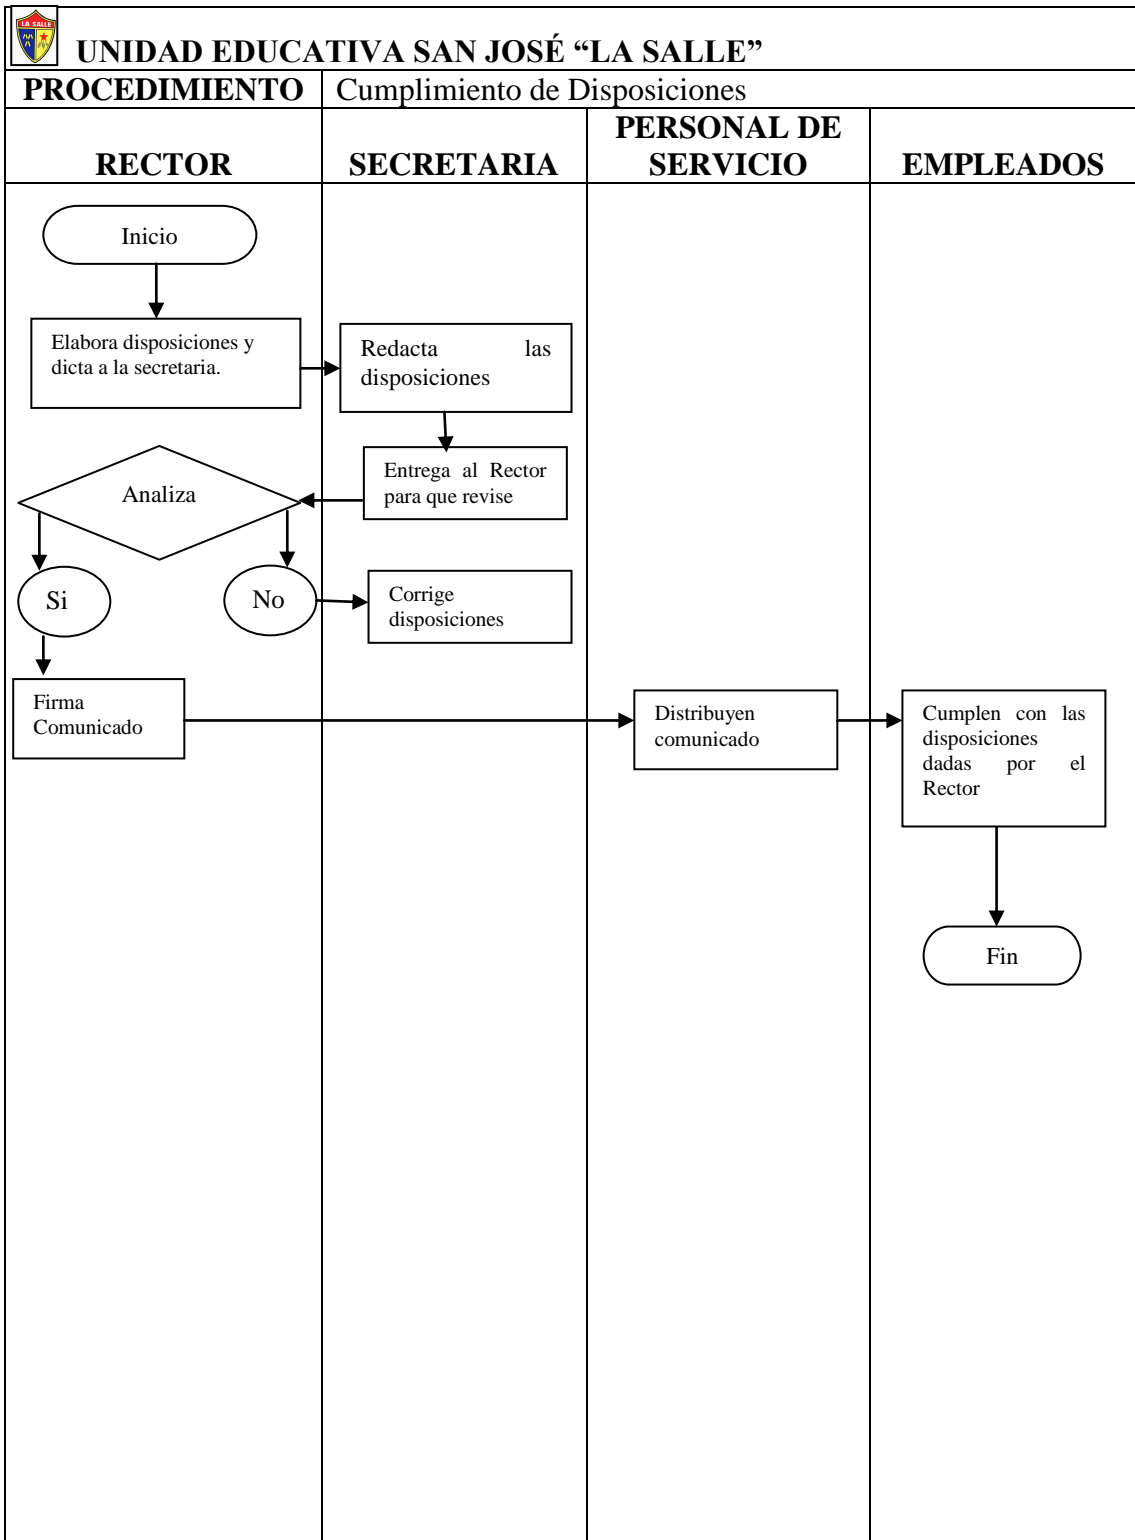 LA SALLE
UNIDAD EDUCATIVA SAN JOSÉ “LA SALLE”
PROCEDIMIENTO
Cumplimiento de Disposiciones
RECTOR
SECRETARIA
PERSONAL DE
SERVICIO
EMPLEADOS
Inicio
Elabora disposiciones y
dicta a la secretaria.
Redacta las
disposiciones
Entrega al Rector
para que revise
Analiza
Si
No
Corrige
disposiciones
Firma
Comunicado
Distribuyen
comunicado
Cumplen con las
disposiciones
dadas por el
Rector
Fin